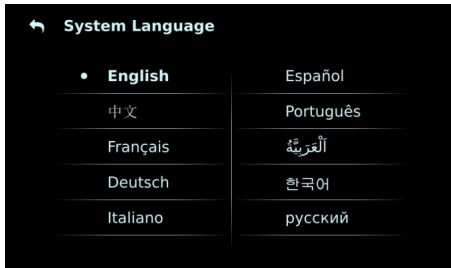 System Language
English
Español
中文
Português
Français
اَلْعَرَبِيَّةُ
Deutsch
한국어
Italiano
русский